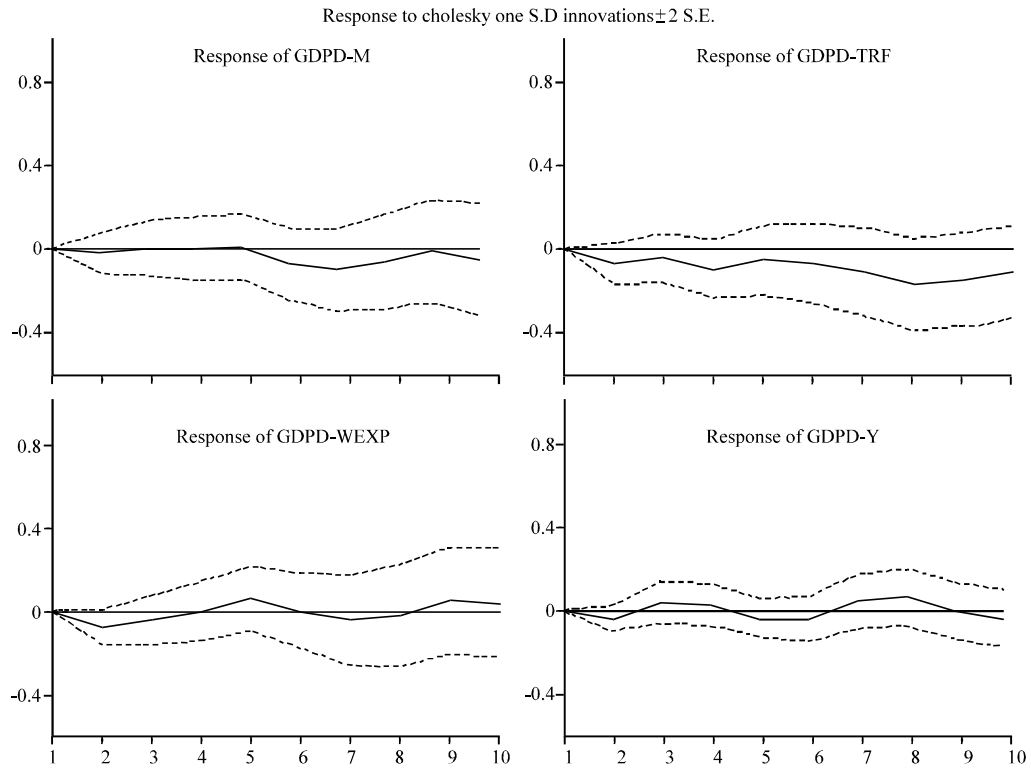 Response to cholesky one S.D innovations±2 S.E.
Response of GDPD-M
0.8
0.4
0
-0.4
Response of GDPD-TRF
0.8
0.4
0
-0.4
Response of GDPD-WEXP
0.8
0.4
0
-0.4
1 2 3 4 5 6 7 8 9 10
Response of GDPD-Y
0.8
0.4
0
-0.4
1 2 3 4 5 6 7 8 9 10